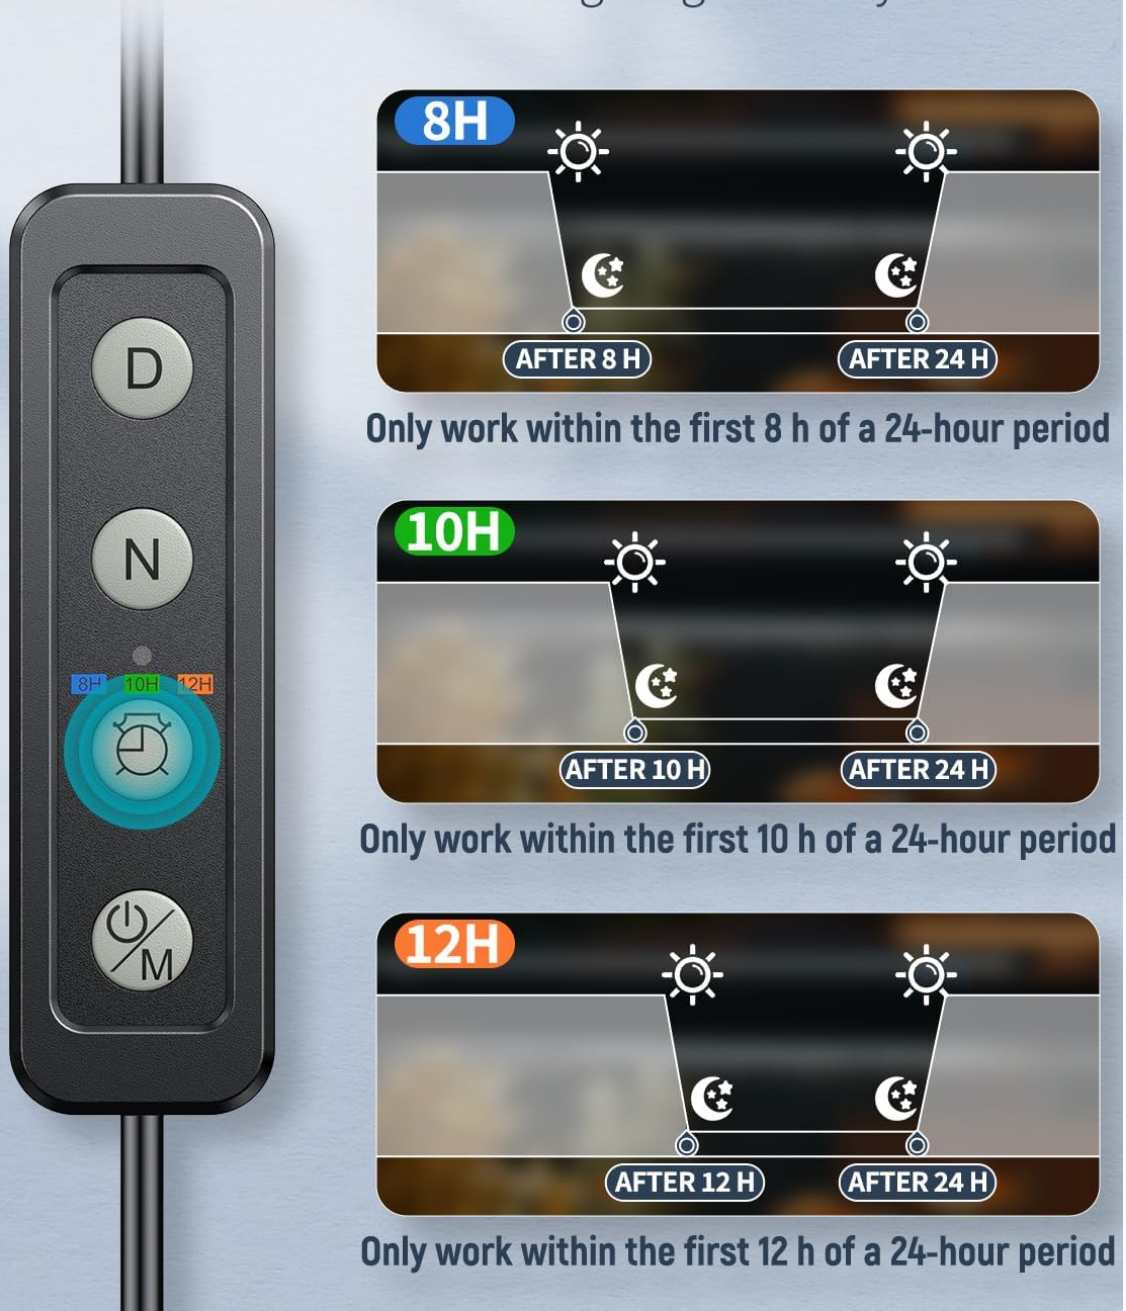 8H
AFTER 8 H
AFTER 24 H
Only work within the first 8 h of a 24-hour period
D
N
8H 10H 12H
10H
AFTER 10 H
AFTER 24 H
Only work within the first 10 h of a 24-hour period
M
12H
AFTER 12 H
AFTER 24 H
Only work within the first 12 h of a 24-hour period